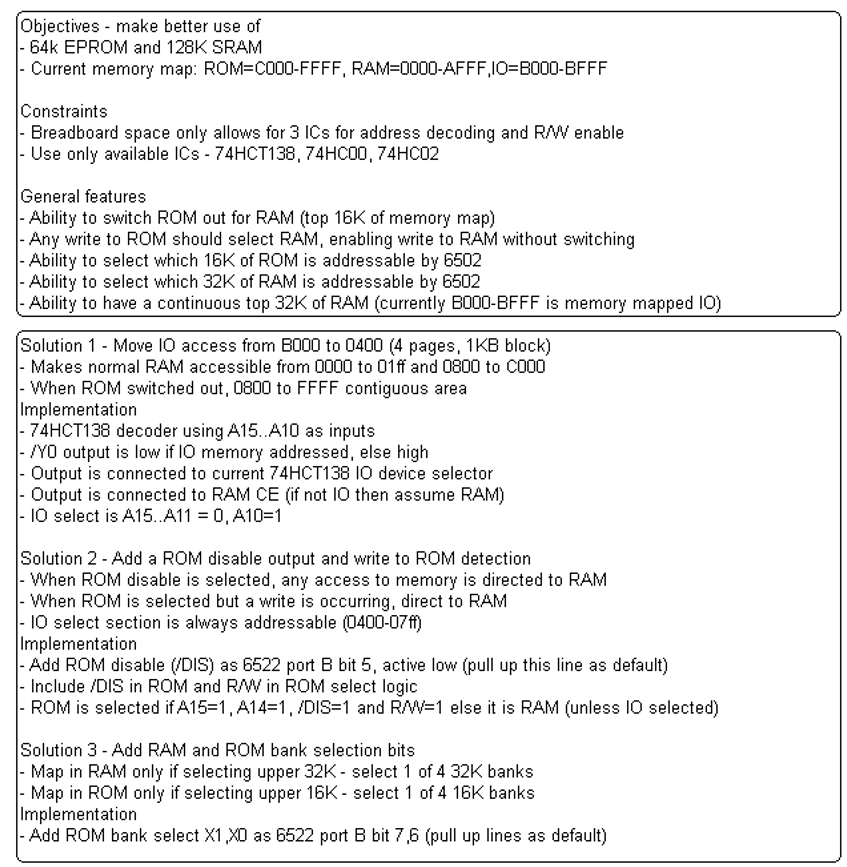 Objectives - make better use of
- 64k EPROM and 128K SRAM
- Current memory map: ROM=C000-FFFF, RAM=0000-AFFF,IO=B000-BFFF
Constraints
- Breadboard space only allows for 3 ICs for address decoding and R/W enable
- Use only available ICs - 74HCT138, 74HC00, 74HC02
General features
- Ability to switch ROM out for RAM (top 16K of memory map)
- Any write to ROM should select RAM, enabling write to RAM without switching
- Ability to select which 16K of ROM is addressable by 6502
- Ability to select which 32K of RAM is addressable by 6502
- Ability to have a continuous top 32K of RAM (currently B000-BFFF is memory mapped IO)
Solution 1 - Move IO access from B000 to 0400 (4 pages, 1KB block)
- Makes normal RAM accessible from 0000 to 01ff and 0800 to C000
- When ROM switched out, 0800 to FFFF contiguous area
Implementation
- 74HCT138 decoder using A15..A10 as inputs
- /Y0 output is low if IO memory addressed, else high
- Output is connected to current 74HCT138 IO device selector
- Output is connected to RAM CE (if not IO then assume RAM)
- IO select is A15..A11 = 0, A10=1
Solution 2 - Add a ROM disable output and write to ROM detection
- When ROM disable is selected, any access to memory is directed to RAM
- When ROM is selected but a write is occurring, direct to RAM
- IO select section is always addressable (0400-07ff)
Implementation
- Add ROM disable (/DIS) as 6522 port B bit 5, active low (pull up this line as default)
- Include /DIS in ROM and R/W in ROM select logic
- ROM is selected if A15=1, A14=1, /DIS=1 and R/W=1 else it is RAM (unless IO selected)
Solution 3 - Add RAM and ROM bank selection bits
- Map in RAM only if selecting upper 32K - select 1 of 4 32K banks
- Map in ROM only if selecting upper 16K - select 1 of 4 16K banks
Implementation
- Add ROM bank select X1,X0 as 6522 port B bit 7,6 (pull up lines as default)